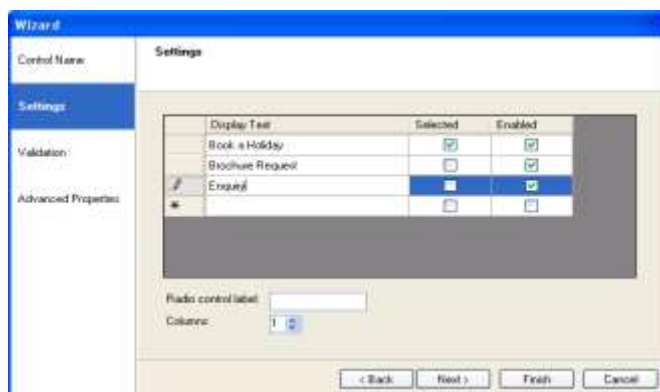 Wizard
Control Name
Settings
Settings
Validation
Advanced Properties
Display Text Selected Enabled
Book a Holiday
Brochure Request
Enquiry
Radio control label:
Columns: 1
< Back Next > Finish Cancel